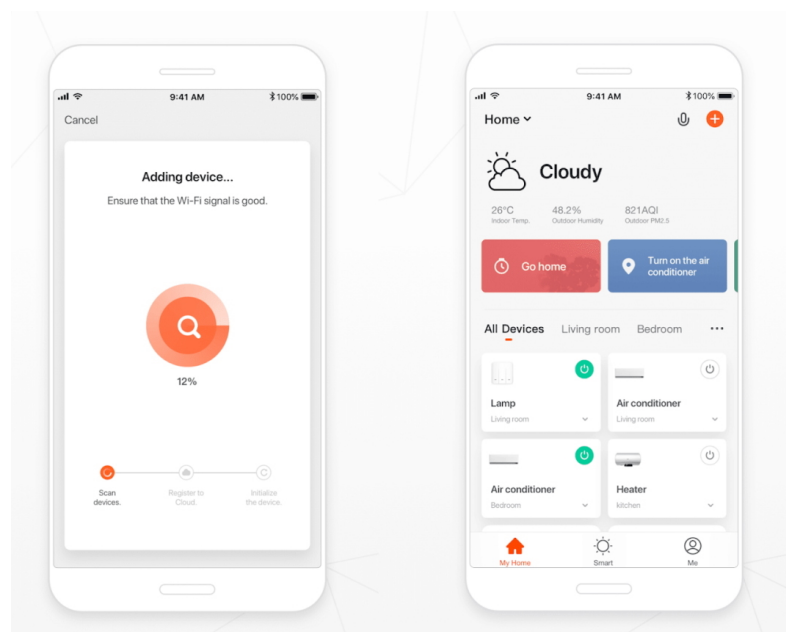 9:41 AM
100%
Cancel
Adding device...
Ensure that the Wi-Fi signal is good.
12%
Scan
devices.
Register to
Cloud.
Initialize
the device.
9:41 AM
100%
Home
Cloudy
26°C
Indoor Temp.
48.2%
Outdoor Humidity
821AQI
Outdoor PM2.5
Go home
Turn on the air
conditioner
All Devices
Living room
Bedroom
Lamp
Living room
Air conditioner
Living room
Air conditioner
Bedroom
Heater
kitchen
My Home
Smart
Me